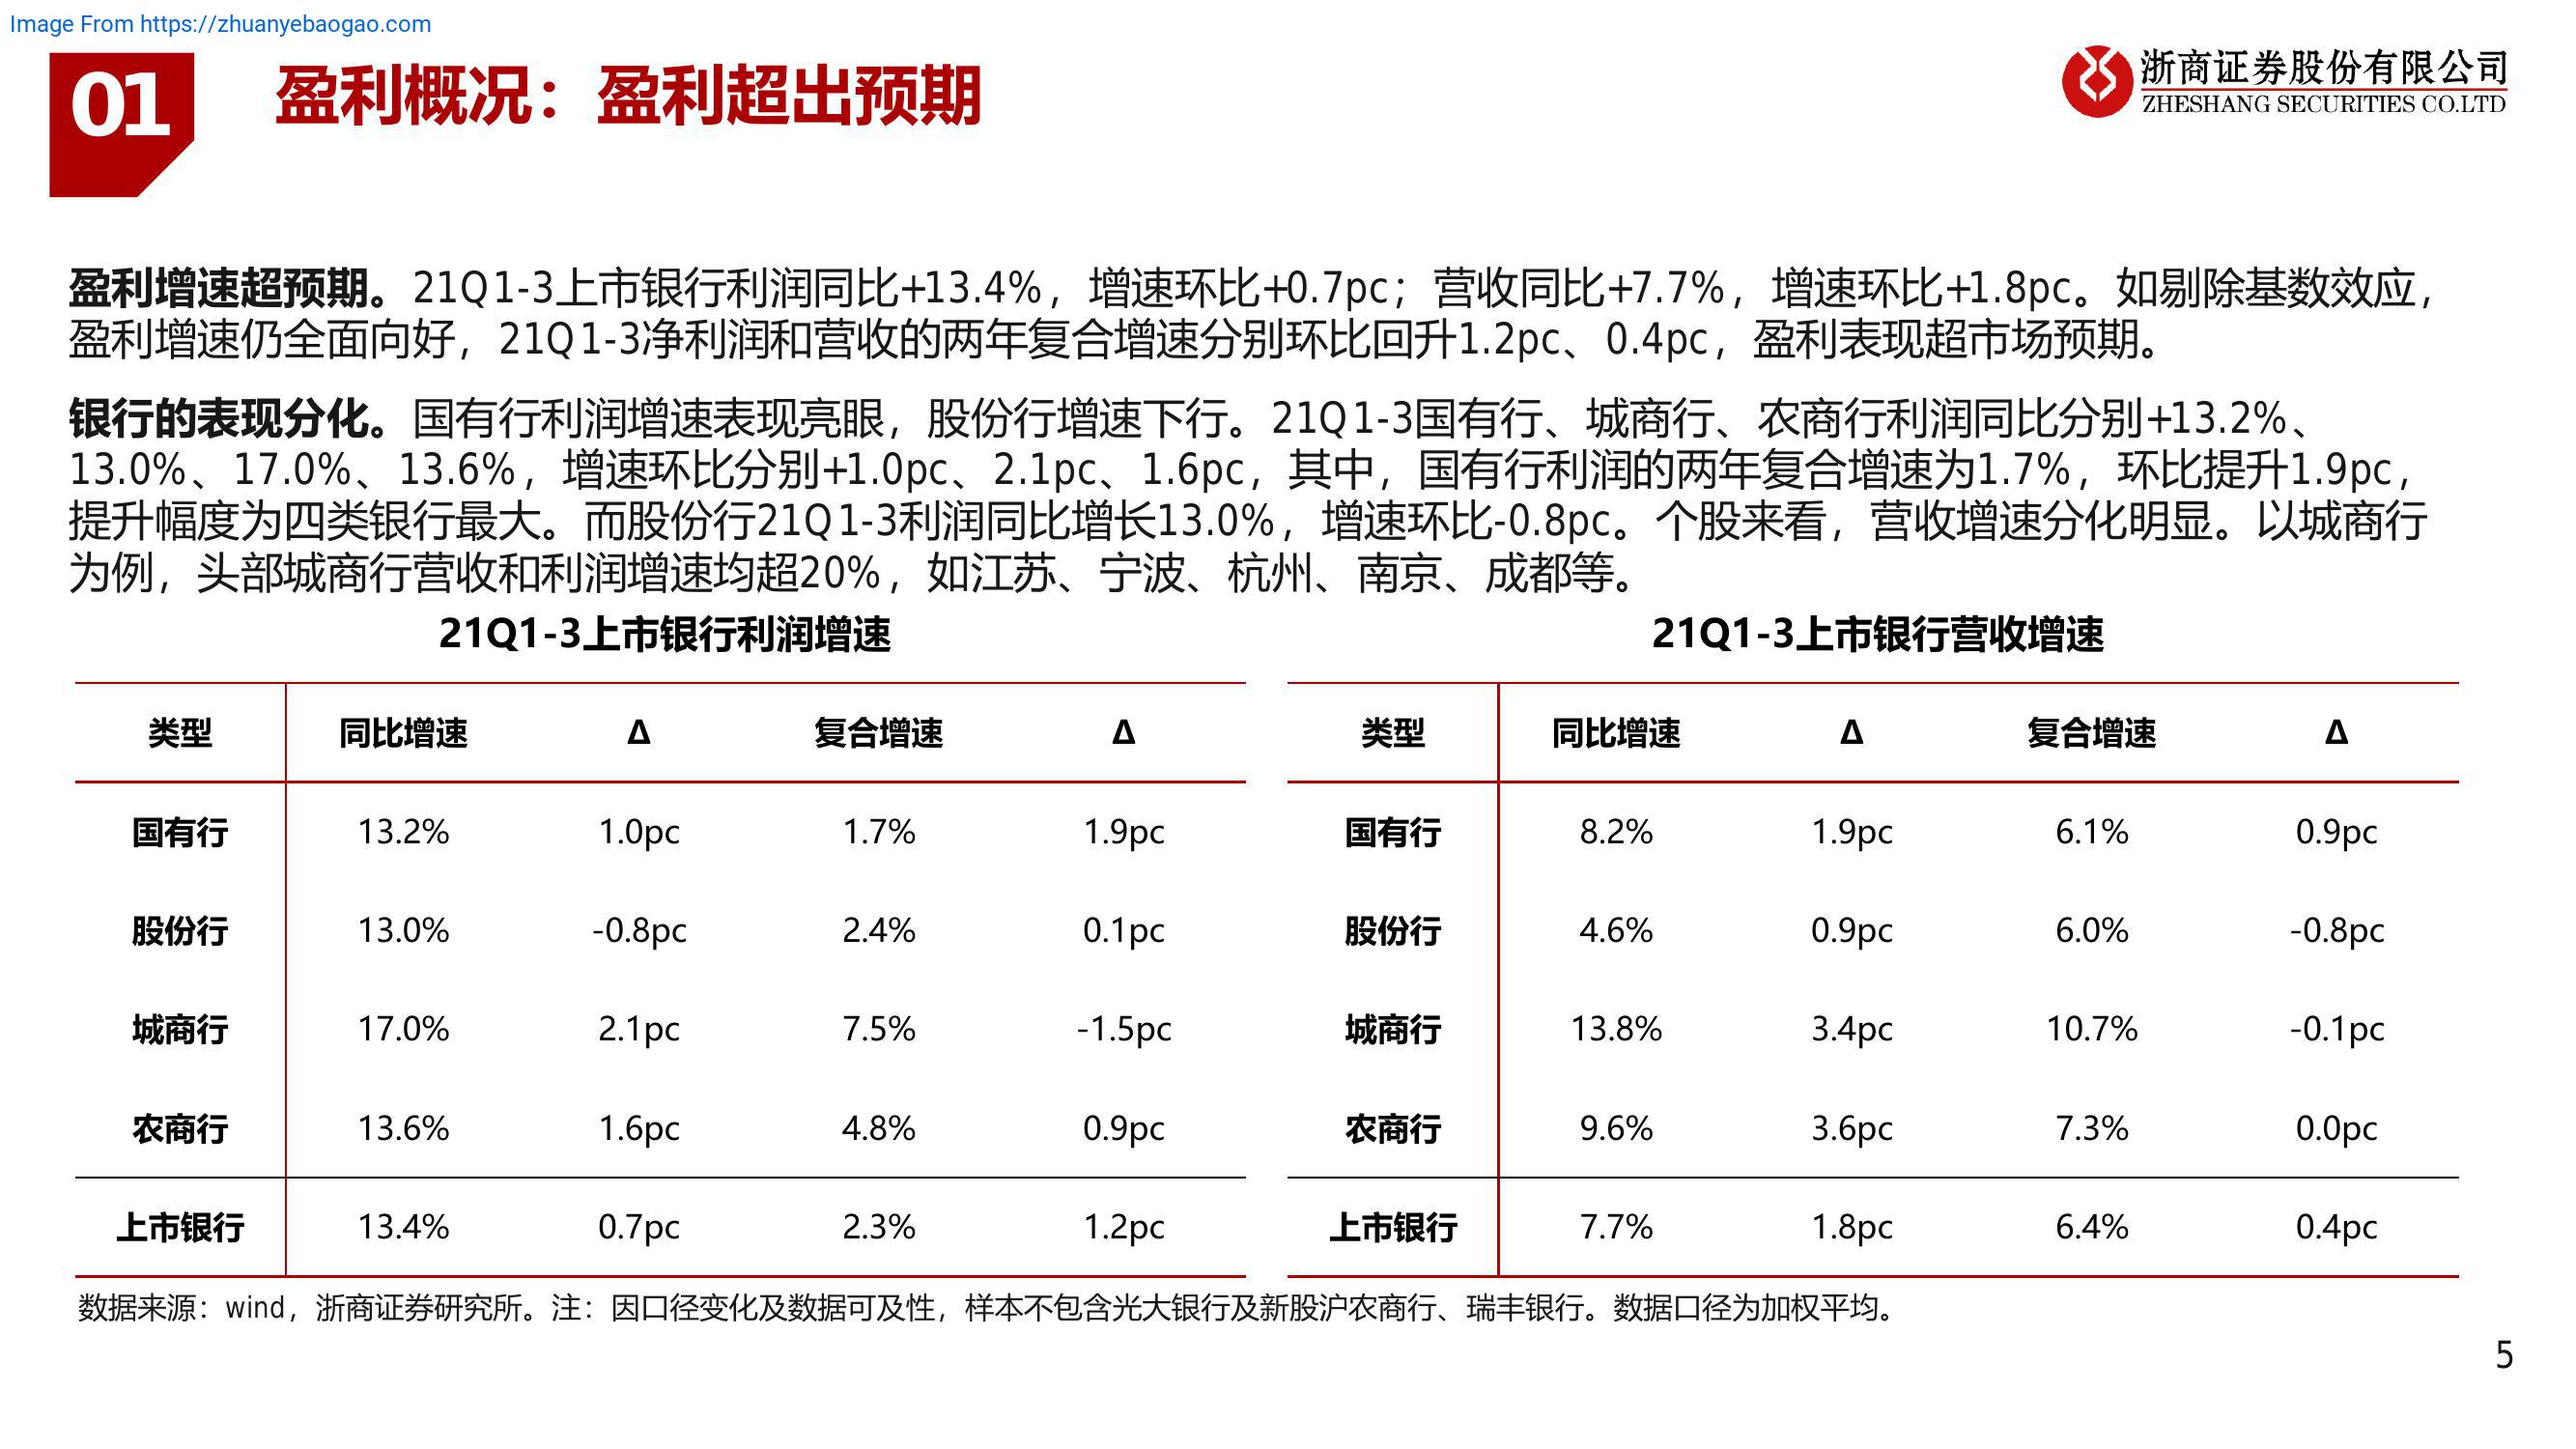 Image From https://zhuanyebaogao.com
01
盈利概况：盈利超出预期
浙商证券股份有限公司
ZHESHANG SECURITIES CO.LTD
盈利增速超预期。21Q1-3上市银行利润同比+13.4%，增速环比+0.7pc；营收同比+7.7%，增速环比+1.8pc。如剔除基数效应，
盈利增速仍全面向好，21Q1-3净利润和营收的两年复合增速分别环比回升1.2pc、0.4pc，盈利表现超市场预期。
银行的表现分化。国有行利润增速表现亮眼，股份行增速下行。21Q1-3国有行、城商行、农商行利润同比分别+13.2%、
13.0%、17.0%、13.6%，增速环比分别+1.0pc、2.1pc、1.6pc，其中，国有行利润的两年复合增速为1.7%，环比提升1.9pc，
提升幅度为四类银行最大。而股份行21Q1-3利润同比增长13.0%，增速环比-0.8pc。个股来看，营收增速分化明显。以城商行
为例，头部城商行营收和利润增速均超20%，如江苏、宁波、杭州、南京、成都等。
21Q1-3上市银行利润增速
类型 同比增速 Δ 复合增速 Δ
国有行 13.2% 1.0pc 1.7% 1.9pc
股份行 13.0% -0.8pc 2.4% 0.1pc
城商行 17.0% 2.1pc 7.5% -1.5pc
农商行 13.6% 1.6pc 4.8% 0.9pc
上市银行 13.4% 0.7pc 2.3% 1.2pc
21Q1-3上市银行营收增速
类型 同比增速 Δ 复合增速 Δ
国有行 8.2% 1.9pc 6.1% 0.9pc
股份行 4.6% 0.9pc 6.0% -0.8pc
城商行 13.8% 3.4pc 10.7% -0.1pc
农商行 9.6% 3.6pc 7.3% 0.0pc
上市银行 7.7% 1.8pc 6.4% 0.4pc
数据来源：wind，浙商证券研究所。注：因口径变化及数据可及性，样本不包含光大银行及新股沪农商行、瑞丰银行。数据口径为加权平均。
5